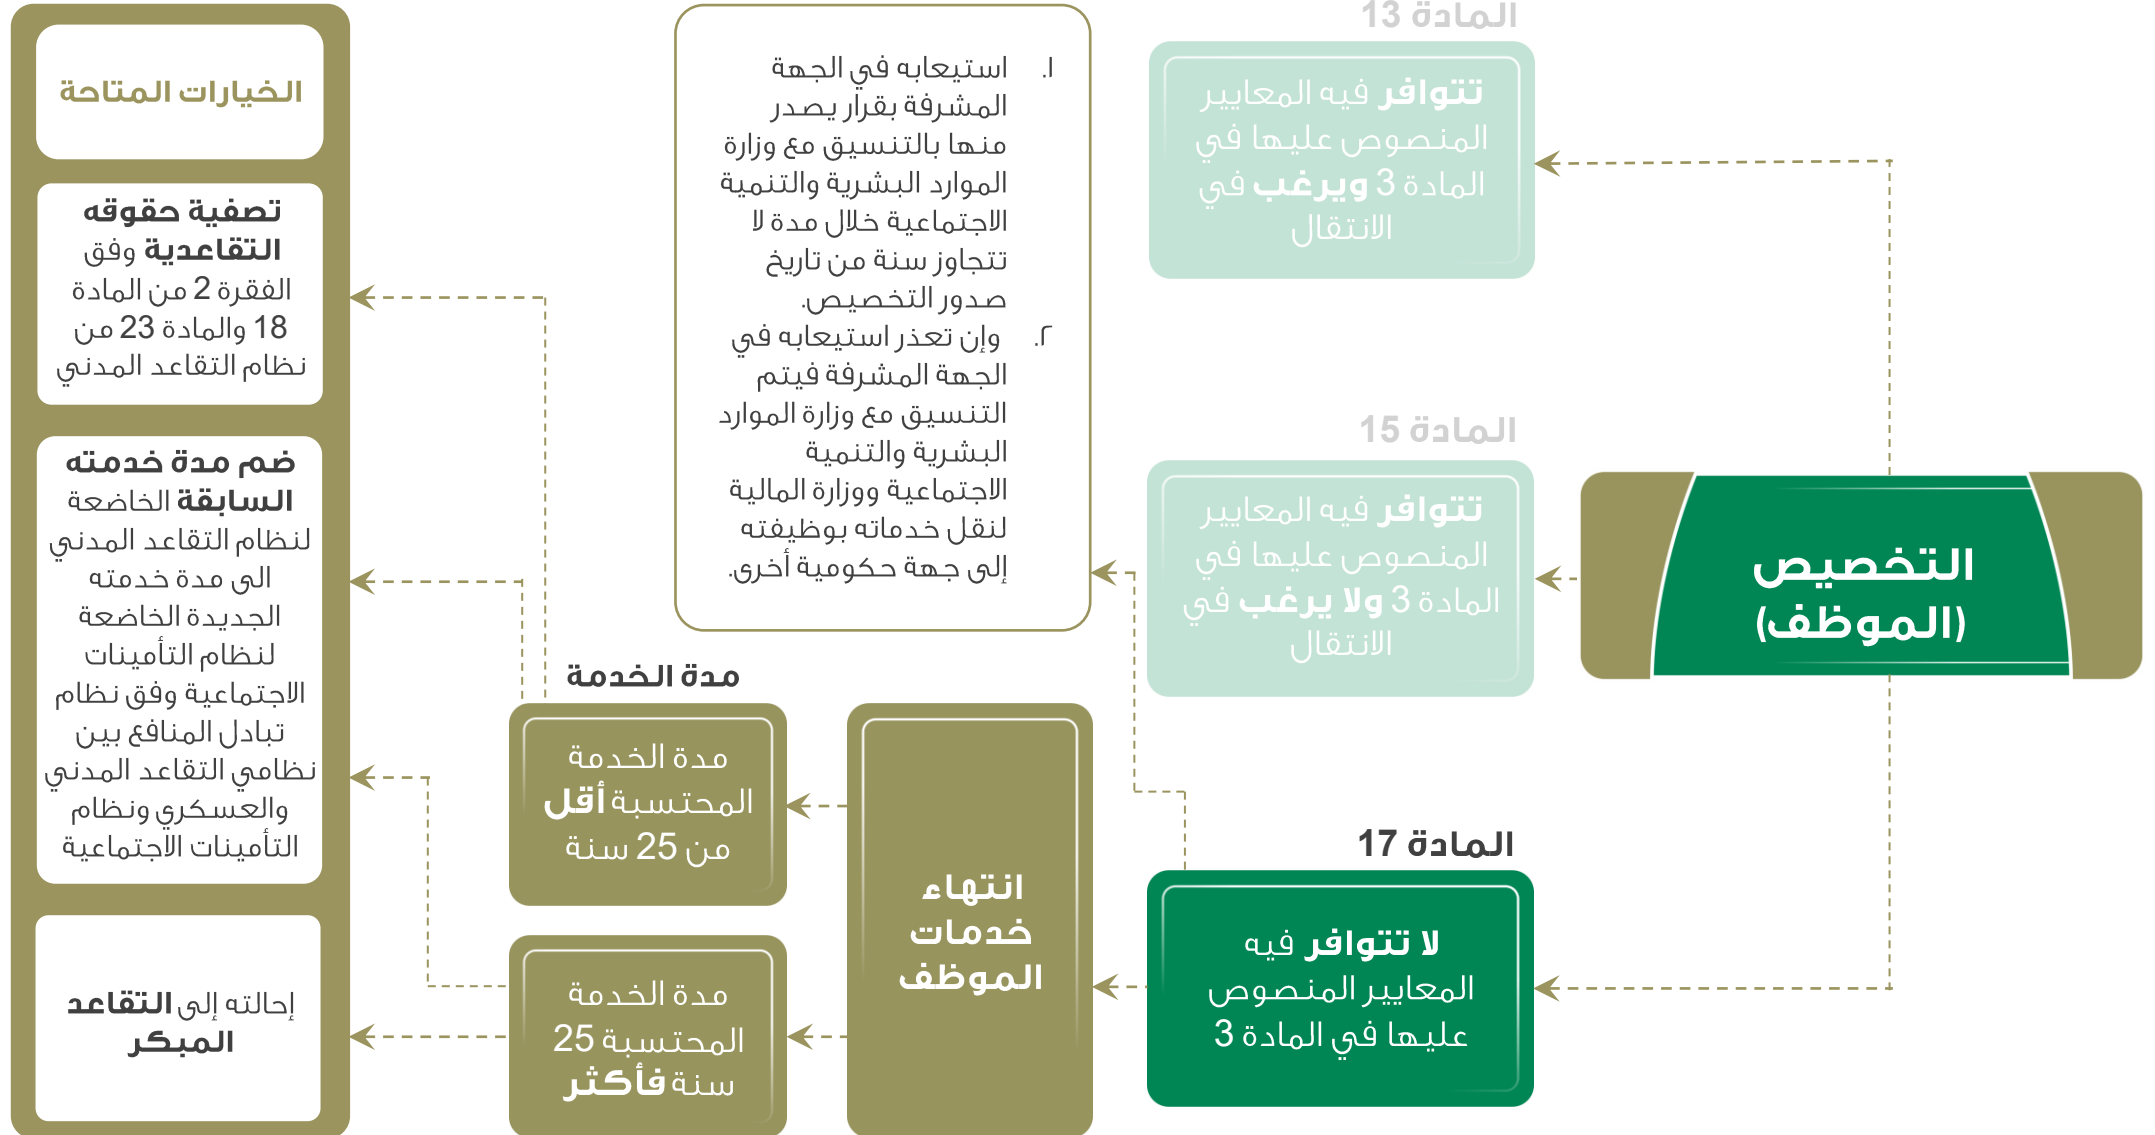 التخصيص
(الموظف)
المادة 13
تتوافر فيه المعايير
المنصوص عليها في
المادة 3 ويرغب في
الانتقال
المادة 15
تتوافر فيه المعايير
المنصوص عليها في
المادة 3 ولا يرغب في
الانتقال
المادة 17
لا تتوافر فيه
المعايير المنصوص
عليها في المادة 3
١. استيعابه في الجهة
المشرفة بقرار يصدر
منها بالتنسيق مع وزارة
الموارد البشرية والتنمية
الاجتماعية خلال مدة لا
تتجاوز سنة من تاريخ
صدور التخصيص.
٢. وإن تعذر استيعابه في
الجهة المشرفة فيتم
التنسيق مع وزارة الموارد
البشرية والتنمية
الاجتماعية ووزارة المالية
لنقل خدماته بوظيفته
إلى جهة حكومية أخرى.
انتهاء
خدمات
الموظف
مدة الخدمة
مدة الخدمة
المحتسبة أقل
من 25 سنة
مدة الخدمة
المحتسبة 25
سنة فأكثر
الخيارات المتاحة
تصفية حقوقه
التقاعدية وفق
الفقرة 2 من المادة
18 والمادة 23 من
نظام التقاعد المدني
ضم مدة خدمته
السابقة الخاضعة
لنظام التقاعد المدني
الى مدة خدمته
الجديدة الخاضعة
لنظام التأمينات
الاجتماعية وفق نظام
تبادل المنافع بين
نظامي التقاعد المدني
والعسكري ونظام
التأمينات الاجتماعية
إحالته إلى التقاعد
المبكر